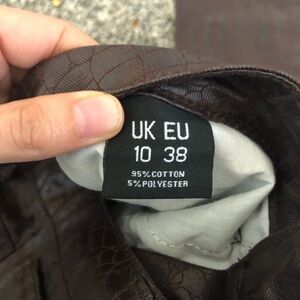 UK EU
10 38
95%COTTON
5%POLYESTER